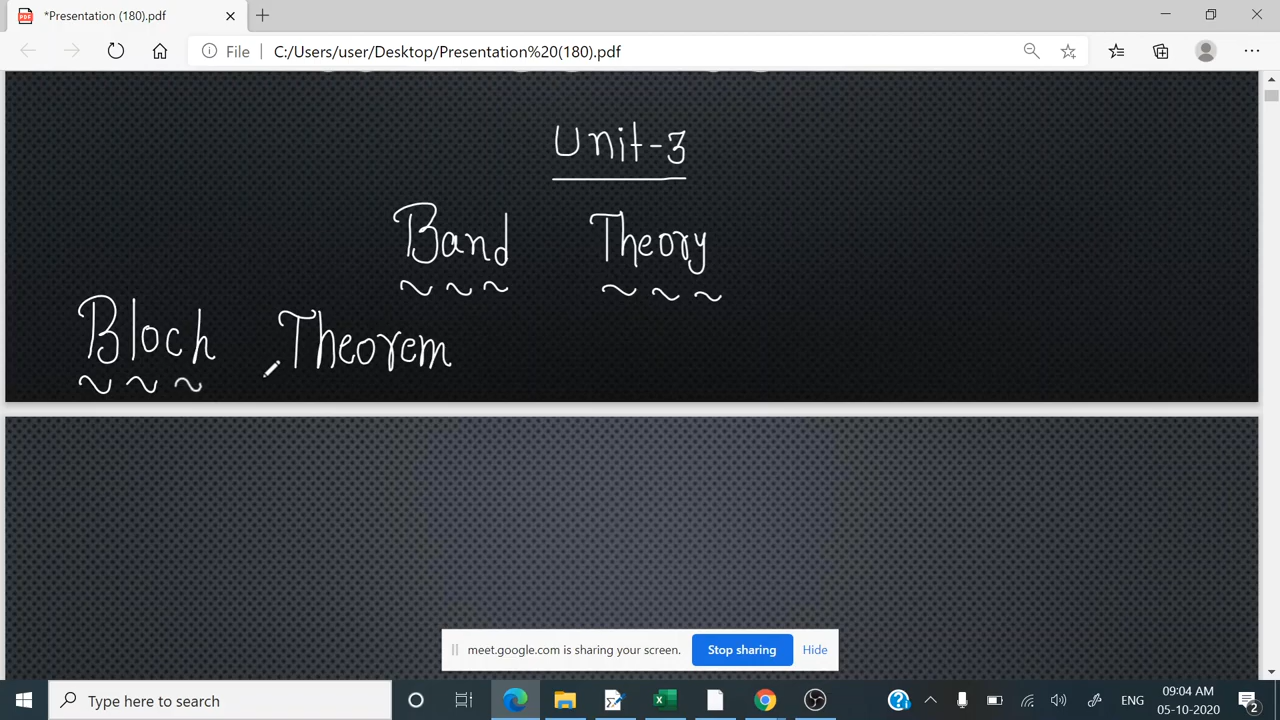 *Presentation (180).pdf
File
C:/Users/user/Desktop/Presentation%20(180).pdf
Unit-3
Band Theory
Bloch Theorem
meet.google.com is sharing your screen.
Stop sharing
Hide
Type here to search
ENG
09:04 AM
05-10-2020
2